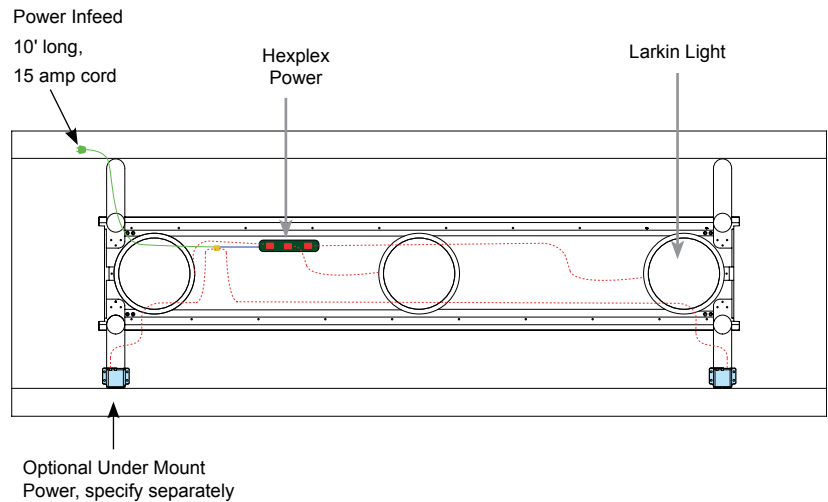 Power Infeed
10' long,
15 amp cord
Hexplex
Power
Larkin Light
Optional Under Mount
Power, specify separately